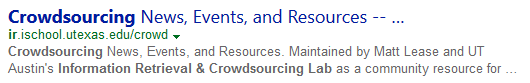 Crowdsourcing News, Events, and Resources -- ...
ir.ischool.utexas.edu/crowd
Crowdsourcing News, Events, and Resources. Maintained by Matt Lease and UT
Austin's Information Retrieval & Crowdsourcing Lab as a community resource for ...